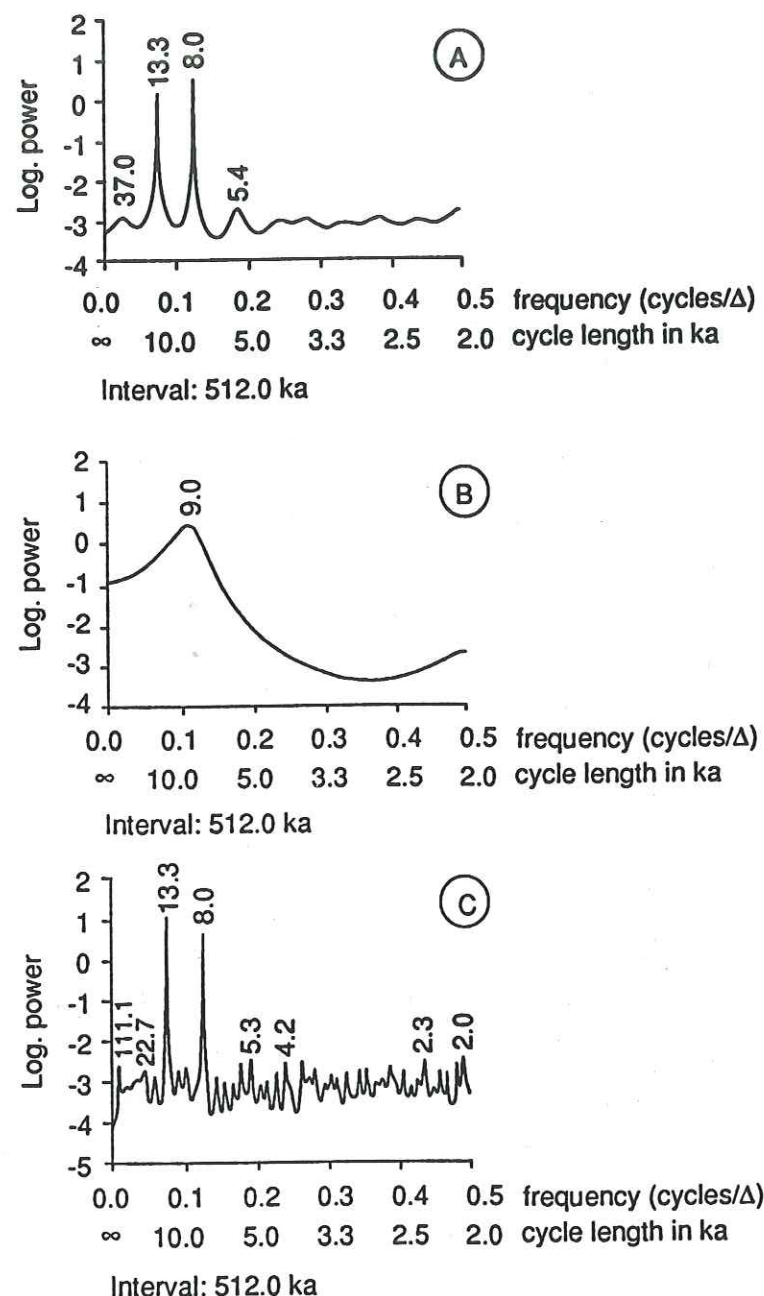 A
2
1
0
-1
-2
-3
-4
Log. power
37.0
13.3
8.0
5.4
0.0 0.1 0.2 0.3 0.4 0.5 frequency (cycles/Δ)
∞ 10.0 5.0 3.3 2.5 2.0 cycle length in ka
Interval: 512.0 ka
B
2
1
0
-1
-2
-3
-4
Log. power
9.0
0.0 0.1 0.2 0.3 0.4 0.5 frequency (cycles/Δ)
∞ 10.0 5.0 3.3 2.5 2.0 cycle length in ka
Interval: 512.0 ka
C
2
1
0
-1
-2
-3
-4
-5
Log. power
111.1
22.7
13.3
8.0
5.3
4.2
2.3
2.0
0.0 0.1 0.2 0.3 0.4 0.5 frequency (cycles/Δ)
∞ 10.0 5.0 3.3 2.5 2.0 cycle length in ka
Interval: 512.0 ka